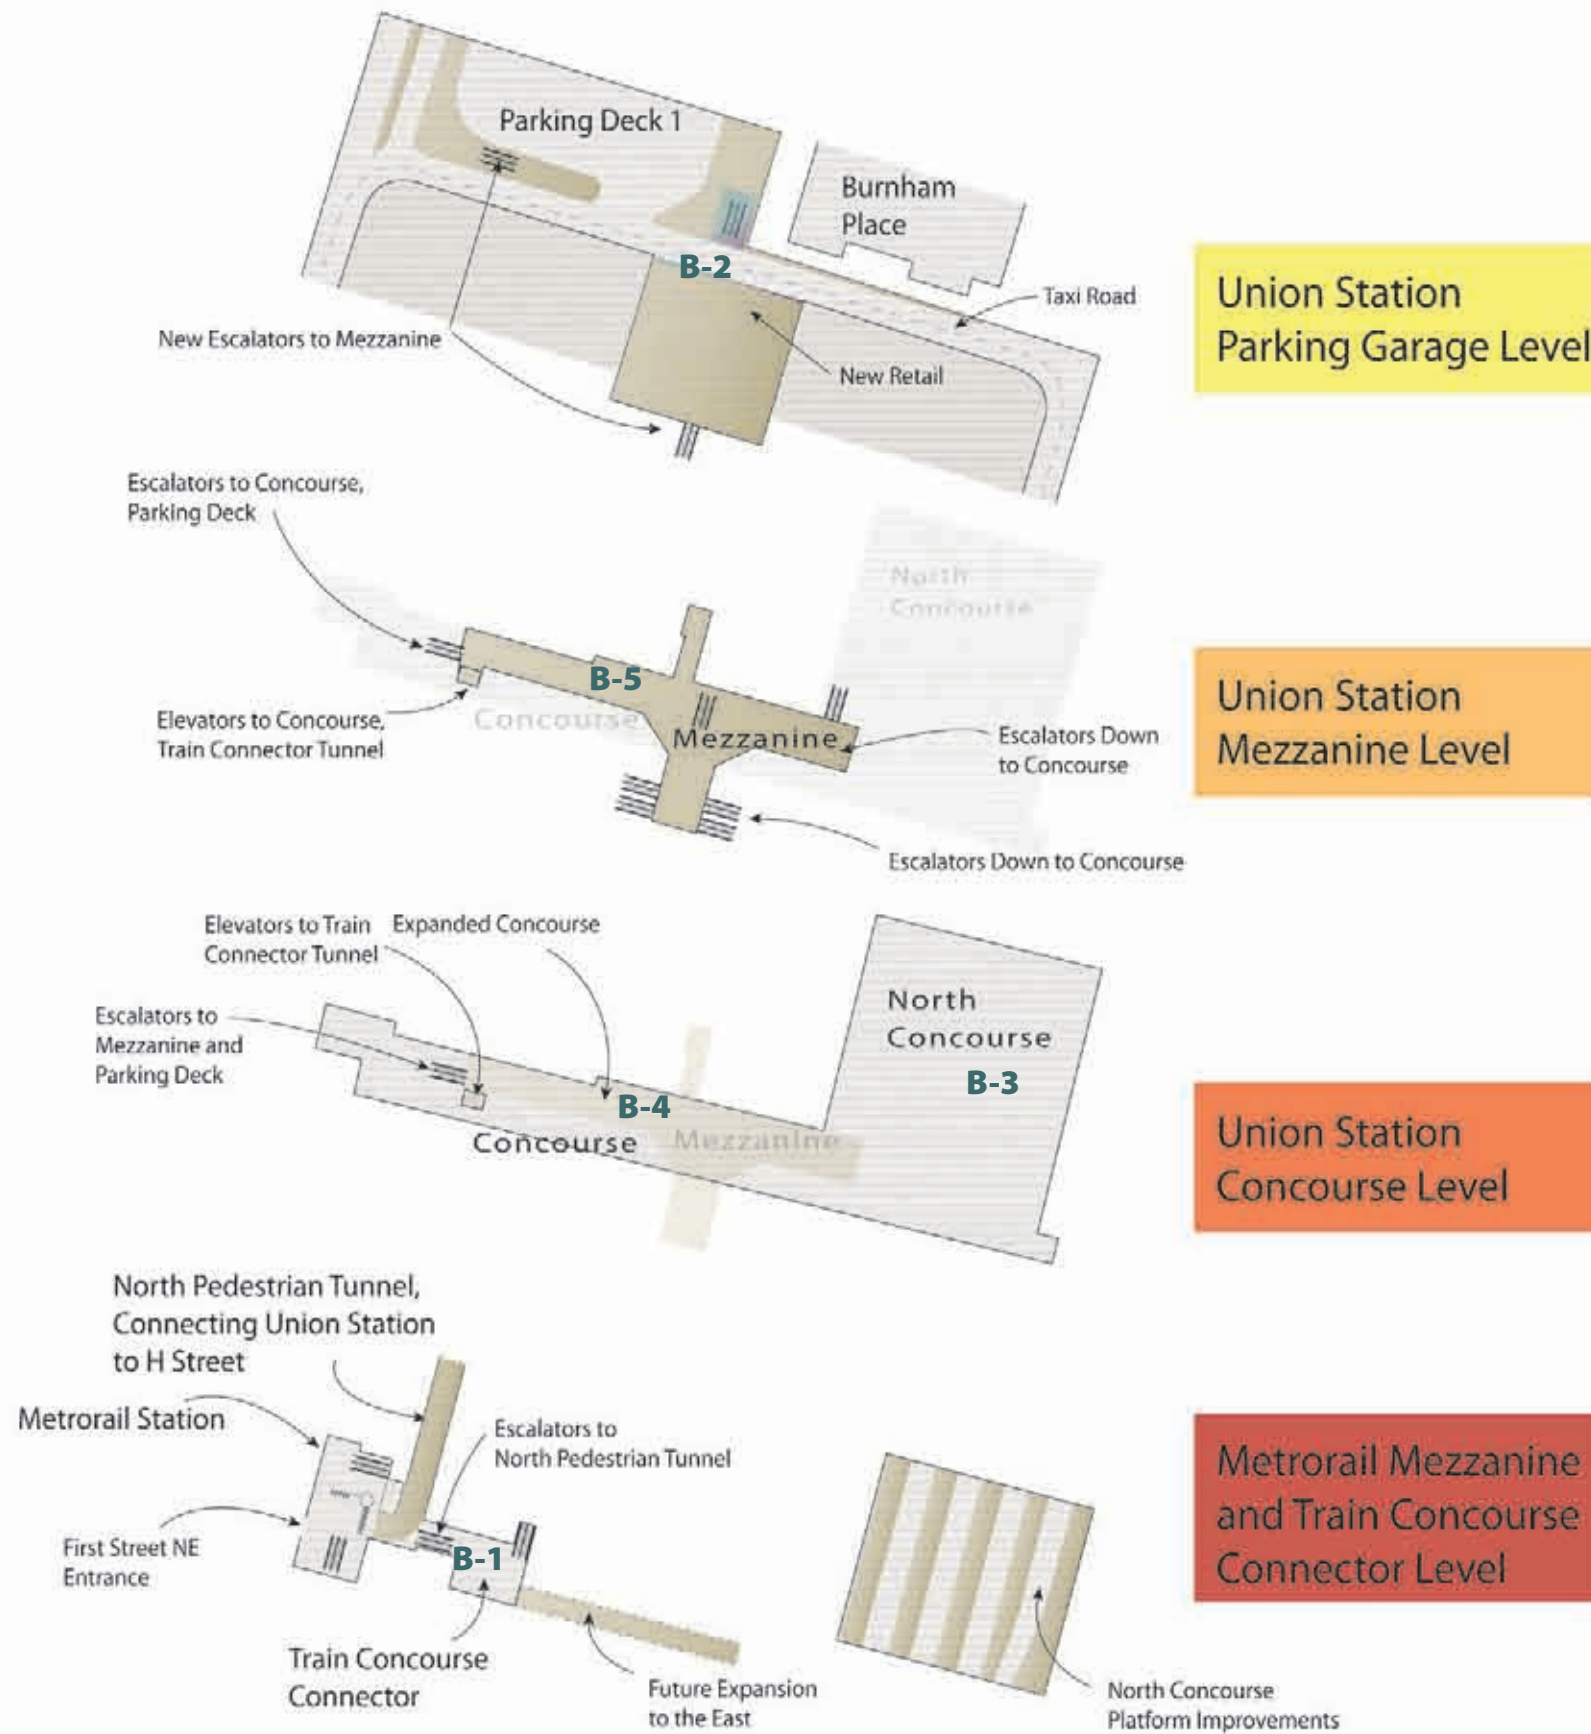 Parking Deck 1
Burnham
Place
B-2
Taxi Road
New Escalators to Mezzanine
New Retail
Union Station
Parking Garage Level
Escalators to Concourse,
Parking Deck
North
Concourse
B-5
Elevators to Concourse,
Train Connector Tunnel
Concourse
Mezzanine
Escalators Down
to Concourse
Escalators Down to Concourse
Union Station
Mezzanine Level
Elevators to Train
Connector Tunnel
Expanded Concourse
Escalators to
Mezzanine and
Parking Deck
North
Concourse
B-3
B-4
Concourse
Mezzanine
Union Station
Concourse Level
North Pedestrian Tunnel,
Connecting Union Station
to H Street
Metrorail Station
Escalators to
North Pedestrian Tunnel
First Street NE
Entrance
B-1
Train Concourse
Connector
Future Expansion
to the East
North Concourse
Platform Improvements
Metrorail Mezzanine
and Train Concourse
Connector Level